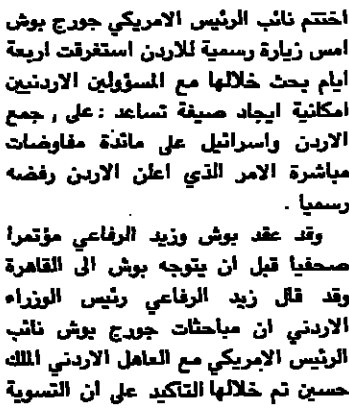 اختتم نائب الرئيس الامريكي جورج بوش
امس زيارة رسمية للاردن استغرقت اربعة
ايام بحث خلالها مع المسؤولين الاردنيين
امكانية ايجاد صيغة تساعد : على , جمع
الاردن واسرائيل على مائدة مفاوضات
مباشرة الامر الذي اعلن الاردن رفضه
رسميا .
وقد عقد بوش وزيد الرفاعي مؤتمرا
صحفيا قبل ان يتوجه بوش الى القاهرة
وقد قال زيد الرفاعي رئيس الوزراء
الاردني ان مباحثات جورج بوش نائب
الرئيس الامريكي مع العاهل الاردني الملك
حسين تم خلالها التاكيد على ان التسوية